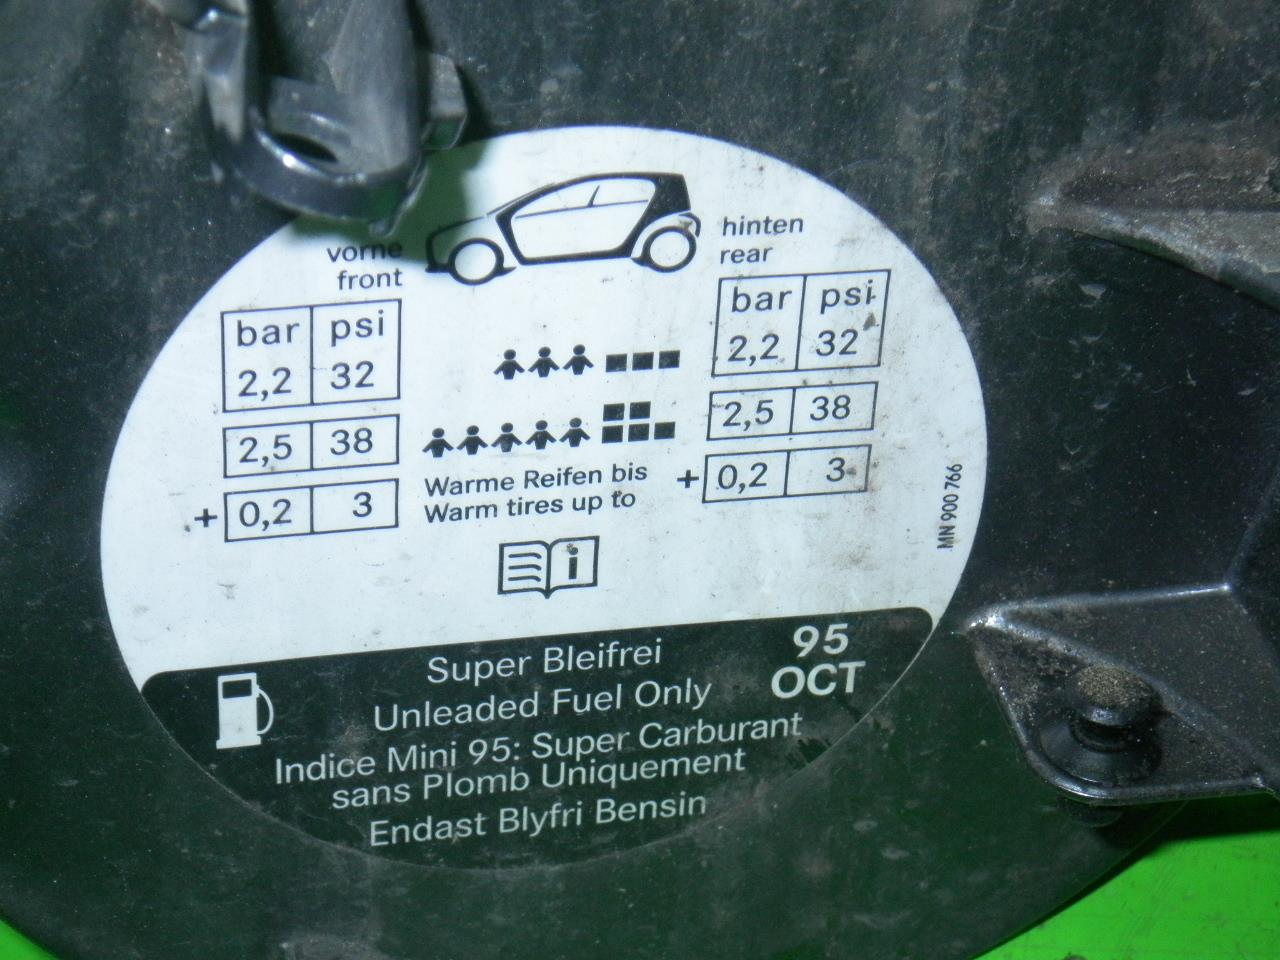 vorne
front
hinten
rear
bar psi
2,2 32
bar psi
2,2 32
2,5 38
2,5 38
+ 0,2 3
Warme Reifen bis
Warm tires up to
+ 0,2 3
i
MN 900 766
Super Bleifrei
Unleaded Fuel Only
95
OCT
Indice Mini 95: Super Carburant
sans Plomb Uniquement
Endast Blyfri Bensin